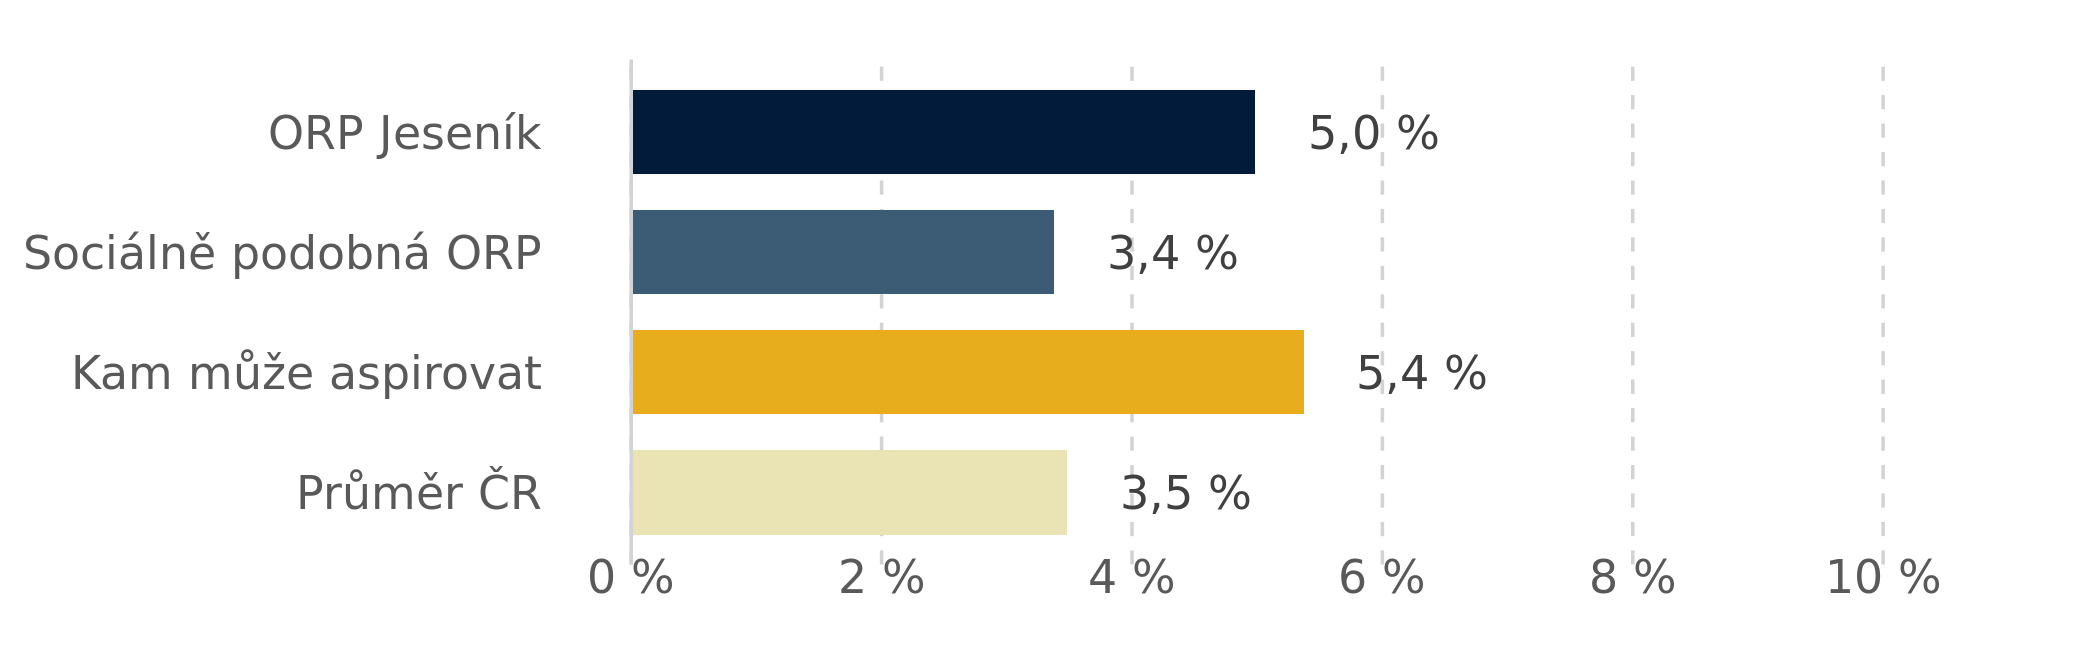 ORP Jeseník 5,0 %
Sociálně podobná ORP 3,4 %
Kam může aspirovat 5,4 %
Průměr ČR 3,5 %
0 % 2 % 4 % 6 % 8 % 10 %